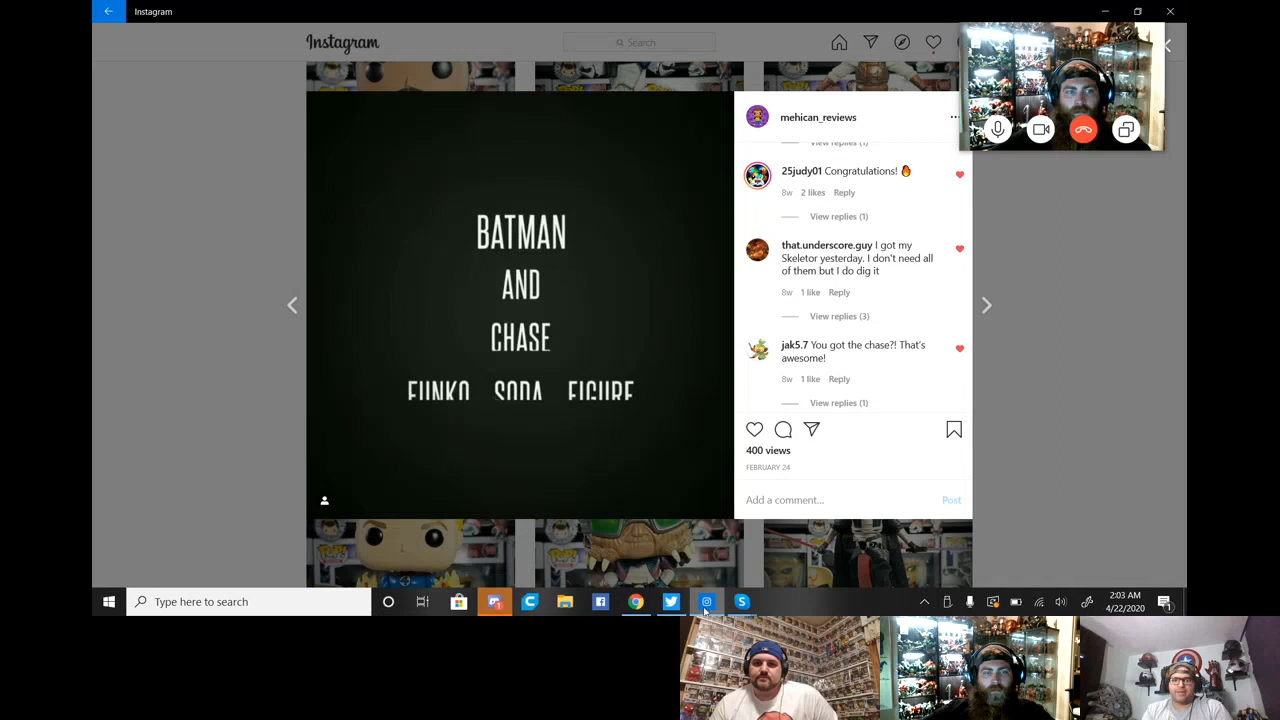 Instagram
Instagram
Search
BATMAN
AND
CHASE
FUNKO SODA FIGURE
mehican_reviews
View replies (1)
25judy01 Congratulations!
8w 2 likes Reply
View replies (1)
that.underscore.guy I got my
Skeletor yesterday. I don't need all
of them but I do dig it
8w 1 like Reply
View replies (3)
jak5.7 You got the chase?! That's
awesome!
8w 1 like Reply
View replies (1)
400 views
FEBRUARY 24
Add a comment... Post
Type here to search
2:03 AM
4/22/2020